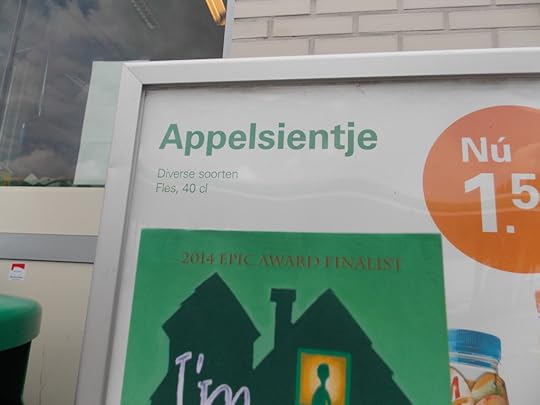 Appelsientje
Diverse soorten
Fles, 40 cl
Nú
1.5
2014 EPIC AWARD FINALIST
I'm